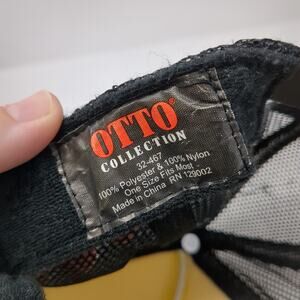 OTTO®
COLLECTION
32-467
100% Polyester & 100% Nylon
One Size Fits Most
Made in China RN 129002